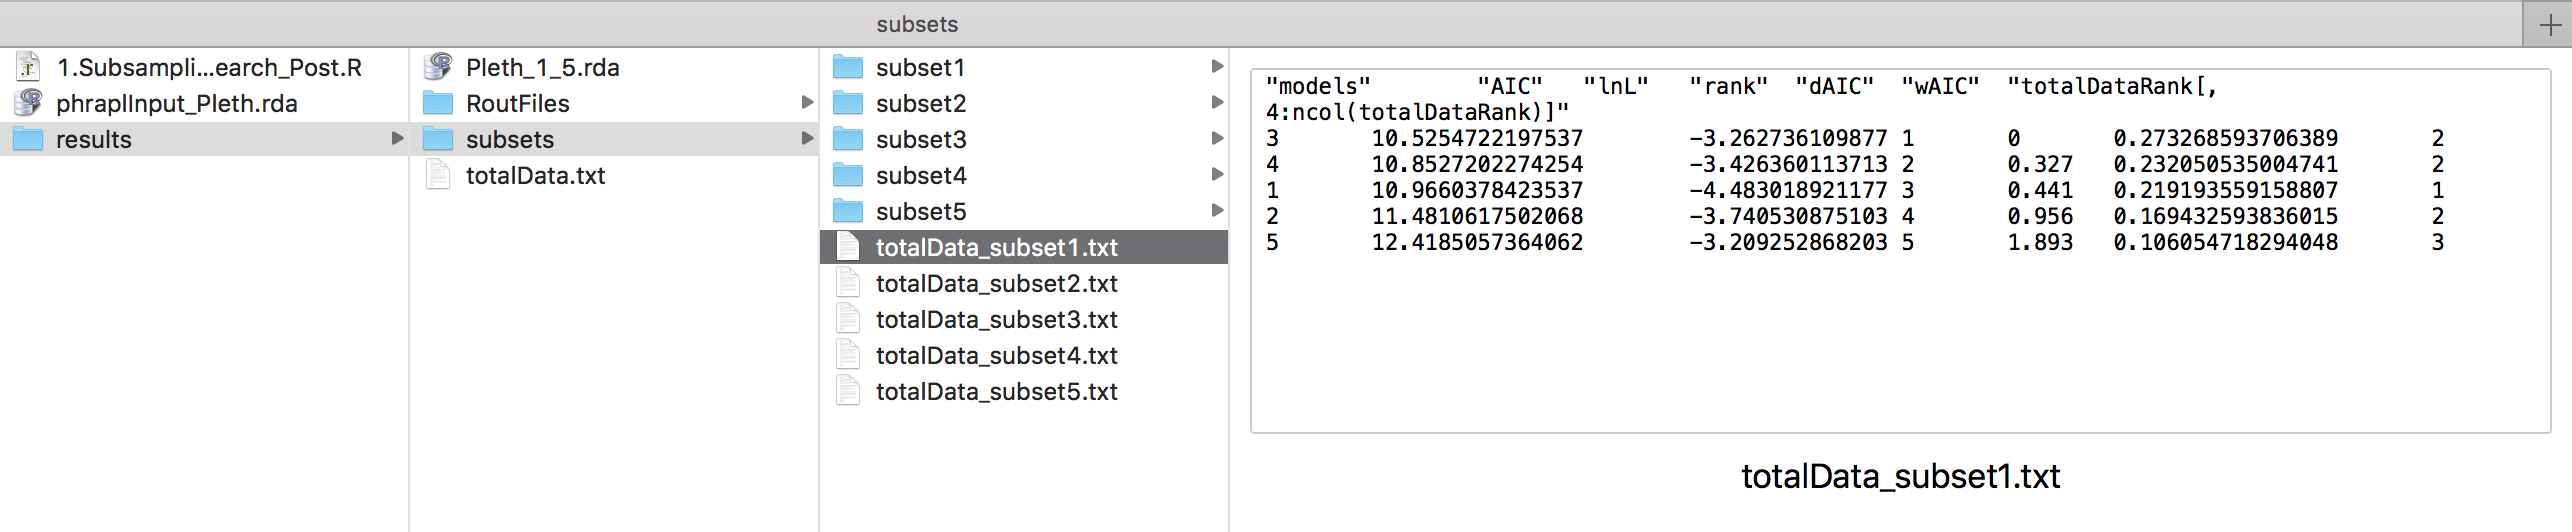 subsets
1.Subsampli...earch_Post.R
phraplInput_Pleth.rda
results
Pleth_1_5.rda
RoutFiles
subsets
totalData.txt
subset1
subset2
subset3
subset4
subset5
totalData_subset1.txt
totalData_subset2.txt
totalData_subset3.txt
totalData_subset4.txt
totalData_subset5.txt
"models" "AIC" "lnL" "rank" "dAIC" "wAIC" "totalDataRank[,
4:ncol(totalDataRank)]"
3 10.5254722197537 -3.262736109877 1 0 0.273268593706389 2
4 10.8527202274254 -3.426360113713 2 0.327 0.232050535004741 2
1 10.9660378423537 -4.483018921177 3 0.441 0.219193559158807 1
2 11.4810617502068 -3.740530875103 4 0.956 0.169432593836015 2
5 12.4185057364062 -3.209252868203 5 1.893 0.106054718294048 3
totalData_subset1.txt